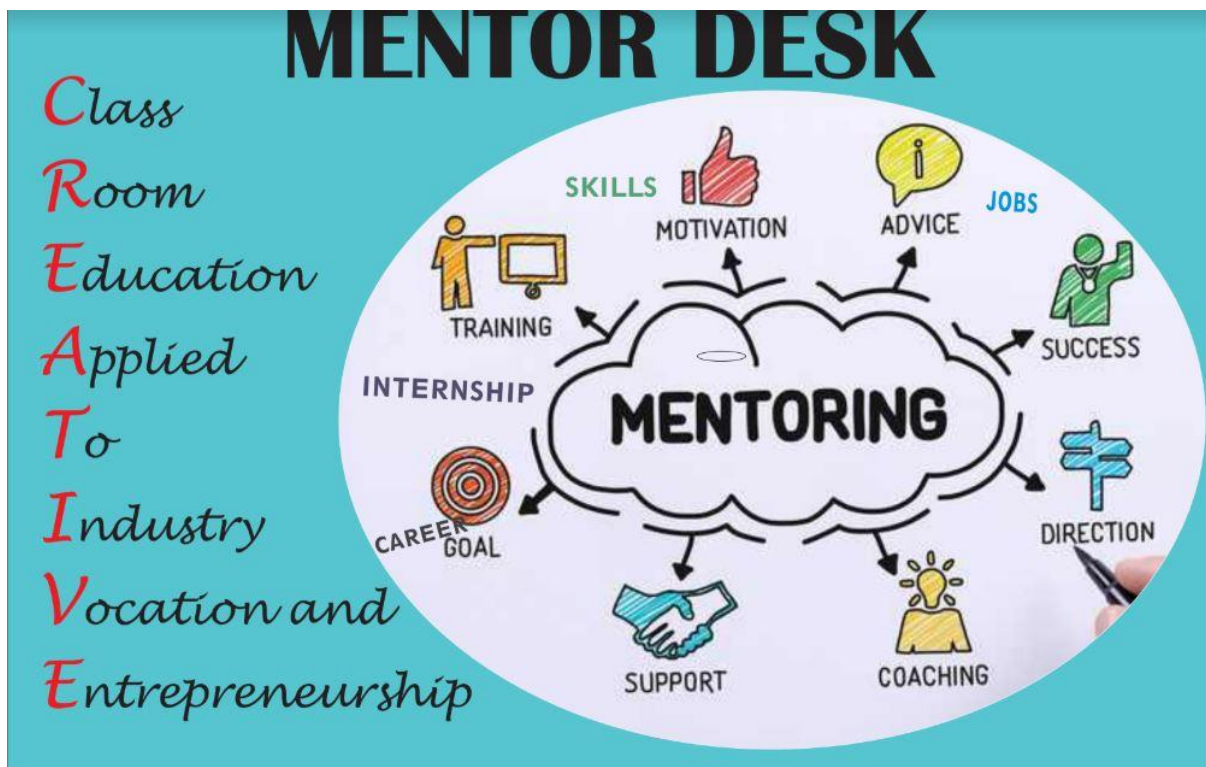 MENTOR DESK
Class
Room
Education
Applied
To
Industry
Vocation and
Entrepreneurship
SKILLS
MOTIVATION
ADVICE
JOBS
TRAINING
SUCCESS
INTERNSHIP
MENTORING
CAREER
GOAL
DIRECTION
SUPPORT
COACHING